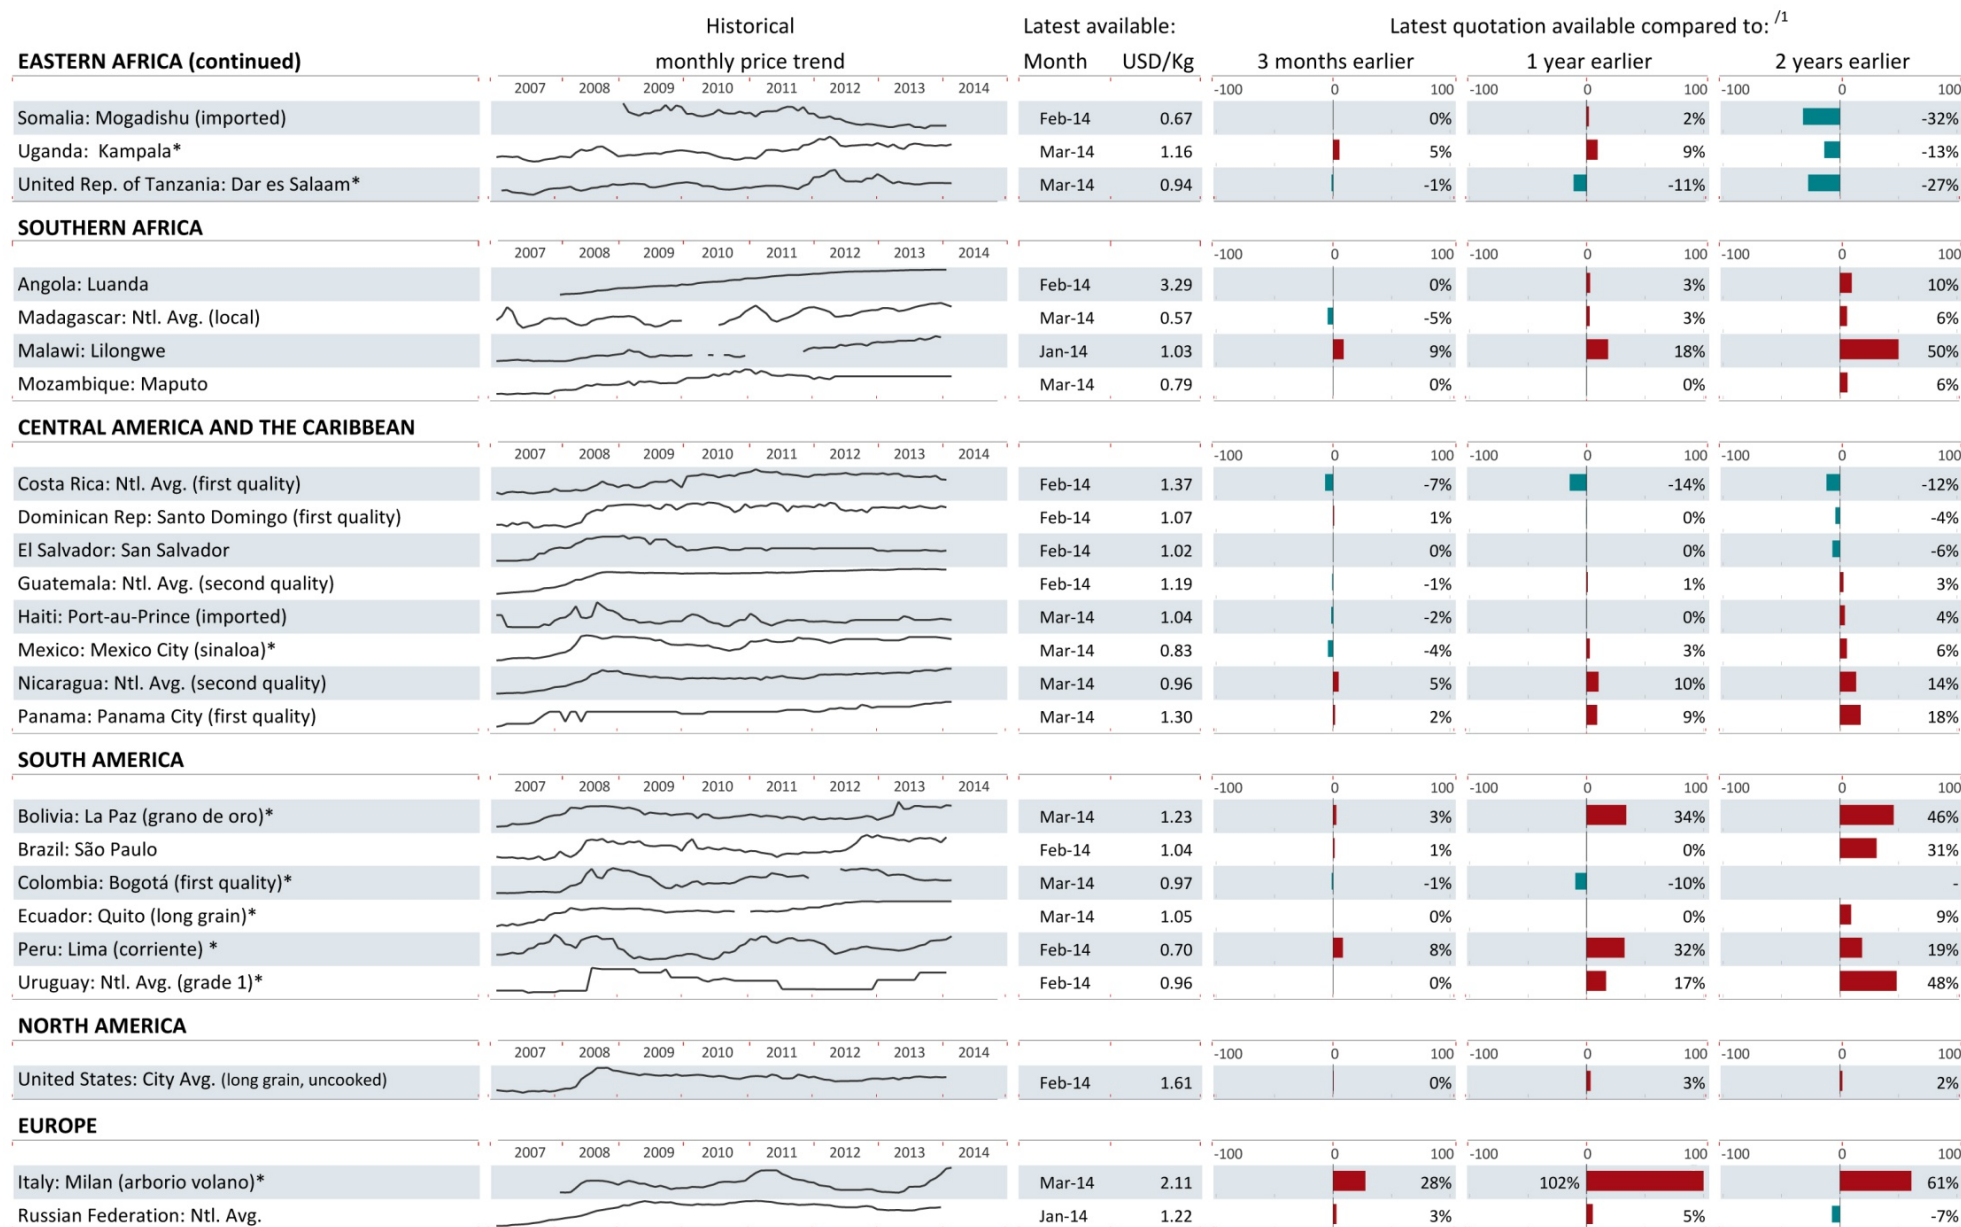 Historical Latest available: Latest quotation available compared to: /1
EASTERN AFRICA (continued) monthly price trend Month USD/Kg 3 months earlier 1 year earlier 2 years earlier
2007 2008 2009 2010 2011 2012 2013 2014 -100 0 100 -100 0 100 -100 0 100
Somalia: Mogadishu (imported) Feb-14 0.67 0% 2% -32%
Uganda: Kampala* Mar-14 1.16 5% 9% -13%
United Rep. of Tanzania: Dar es Salaam* Mar-14 0.94 -1% -11% -27%
SOUTHERN AFRICA
2007 2008 2009 2010 2011 2012 2013 2014 -100 0 100 -100 0 100 -100 0 100
Angola: Luanda Feb-14 3.29 0% 3% 10%
Madagascar: Ntl. Avg. (local) Mar-14 0.57 -5% 3% 6%
Malawi: Lilongwe Jan-14 1.03 9% 18% 50%
Mozambique: Maputo Mar-14 0.79 0% 0% 6%
CENTRAL AMERICA AND THE CARIBBEAN
2007 2008 2009 2010 2011 2012 2013 2014 -100 0 100 -100 0 100 -100 0 100
Costa Rica: Ntl. Avg. (first quality) Feb-14 1.37 -7% -14% -12%
Dominican Rep: Santo Domingo (first quality) Feb-14 1.07 1% 0% -4%
El Salvador: San Salvador Feb-14 1.02 0% 0% -6%
Guatemala: Ntl. Avg. (second quality) Feb-14 1.19 -1% 1% 3%
Haiti: Port-au-Prince (imported) Mar-14 1.04 -2% 0% 4%
Mexico: Mexico City (sinaloa)* Mar-14 0.83 -4% 3% 6%
Nicaragua: Ntl. Avg. (second quality) Mar-14 0.96 5% 10% 14%
Panama: Panama City (first quality) Mar-14 1.30 2% 9% 18%
SOUTH AMERICA
2007 2008 2009 2010 2011 2012 2013 2014 -100 0 100 -100 0 100 -100 0 100
Bolivia: La Paz (grano de oro)* Mar-14 1.23 3% 34% 46%
Brazil: São Paulo Feb-14 1.04 1% 0% 31%
Colombia: Bogotá (first quality)* Mar-14 0.97 -1% -10% -
Ecuador: Quito (long grain)* Mar-14 1.05 0% 0% 9%
Peru: Lima (corriente) * Feb-14 0.70 8% 32% 19%
Uruguay: Ntl. Avg. (grade 1)* Feb-14 0.96 0% 17% 48%
NORTH AMERICA
2007 2008 2009 2010 2011 2012 2013 2014 -100 0 100 -100 0 100 -100 0 100
United States: City Avg. (long grain, uncooked) Feb-14 1.61 0% 3% 2%
EUROPE
2007 2008 2009 2010 2011 2012 2013 2014 -100 0 100 -100 0 100 -100 0 100
Italy: Milan (arborio volano)* Mar-14 2.11 28% 102% 61%
Russian Federation: Ntl. Avg. Jan-14 1.22 3% 5% -7%